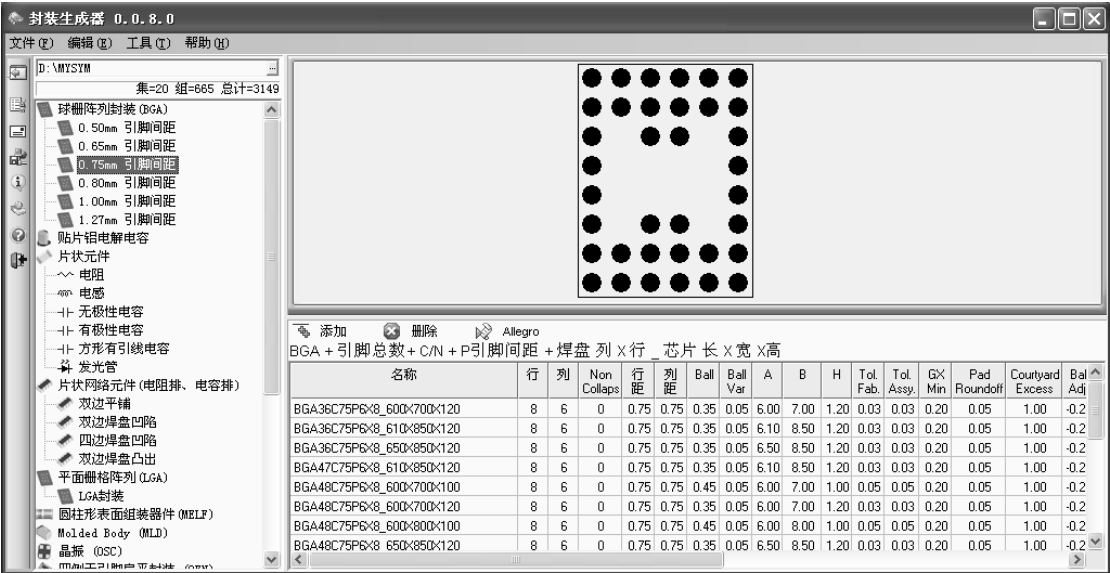 封装生成器 0.0.8.0
文件(F) 编辑(E) 工具(T) 帮助(H)
D:\MYSYM ...
集=20 组=665 总计=3149
球栅阵列封装(BGA)
0.50mm 引脚间距
0.65mm 引脚间距
0.75mm 引脚间距
0.80mm 引脚间距
1.00mm 引脚间距
1.27mm 引脚间距
贴片铝电解电容
片状元件
电阻
电感
无极性电容
有极性电容
方形有引线电容
发光管
片状网络元件(电阻排、电容排)
双边平铺
双边焊盘凹陷
四边焊盘凹陷
双边焊盘凸出
平面栅格阵列(LGA)
LGA封装
圆柱形表面组装器件(MELF)
Molded Body (MLD)
晶振 (OSC)
添加 删除 Allegro
BGA + 引脚总数+ C/N + P引脚间距 + 焊盘 列 X 行 _ 芯片 长 X 宽 X高
名称 行 列 Non Collaps 行距 列距 Ball Ball Var A B H Tol. Fab. Tol. Assy. GX Min Pad Roundoff Courtyard Excess Bal Adj
BGA36C75P6X8_600X700X120 8 6 0 0.75 0.75 0.35 0.05 6.00 7.00 1.20 0.03 0.03 0.20 0.05 1.00 -0.2
BGA36C75P6X8_610X850X120 8 6 0 0.75 0.75 0.35 0.05 6.10 8.50 1.20 0.03 0.03 0.20 0.05 1.00 -0.2
BGA36C75P6X8_650X850X120 8 6 0 0.75 0.75 0.35 0.05 6.50 8.50 1.20 0.03 0.03 0.20 0.05 1.00 -0.2
BGA47C75P6X8_610X850X120 8 6 0 0.75 0.75 0.35 0.05 6.10 8.50 1.20 0.03 0.03 0.20 0.05 1.00 -0.2
BGA48C75P6X8_600X700X100 8 6 0 0.75 0.75 0.45 0.05 6.00 7.00 1.00 0.05 0.05 0.20 0.05 1.00 -0.2
BGA48C75P6X8_600X700X120 8 6 0 0.75 0.75 0.35 0.05 6.00 7.00 1.20 0.03 0.03 0.20 0.05 1.00 -0.2
BGA48C75P6X8_600X800X100 8 6 0 0.75 0.75 0.45 0.05 6.00 8.00 1.00 0.05 0.05 0.20 0.05 1.00 -0.2
BGA48C75P6X8_650X850X120 8 6 0 0.75 0.75 0.35 0.05 6.50 8.50 1.20 0.03 0.03 0.20 0.05 1.00 -0.2